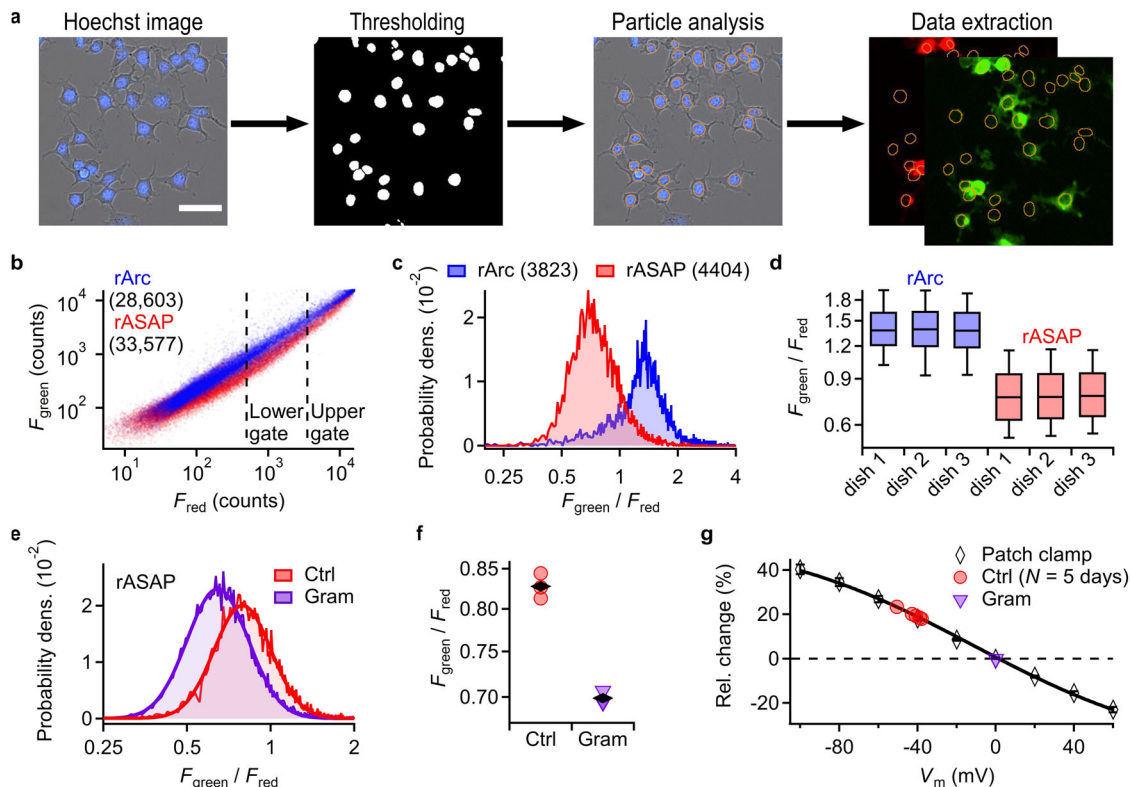 a
Hoechst image Thresholding Particle analysis Data extraction
b
rArc
(28,603)
rASAP
(33,577)
Lower gate
Upper gate
10^4
10^3
10^2
F_green (counts)
10^1 10^2 10^3 10^4
F_red (counts)
c
rArc (3823) rASAP (4404)
Probability dens. (10^-2)
2
1
0
0.25 0.5 1 2 4
F_green / F_red
d
rArc
rASAP
F_green / F_red
1.8
1.5
1.2
0.9
0.6
dish 1 dish 2 dish 3 dish 1 dish 2 dish 3
e
rASAP
Ctrl
Gram
Probability dens. (10^-2)
2
1
0
0.25 0.5 1 2
F_green / F_red
f
F_green / F_red
0.85
0.80
0.70
Ctrl Gram
g
Patch clamp
Ctrl (N = 5 days)
Gram
Rel. change (%)
40
20
0
-20
-80 -40 0 40
V_m (mV)